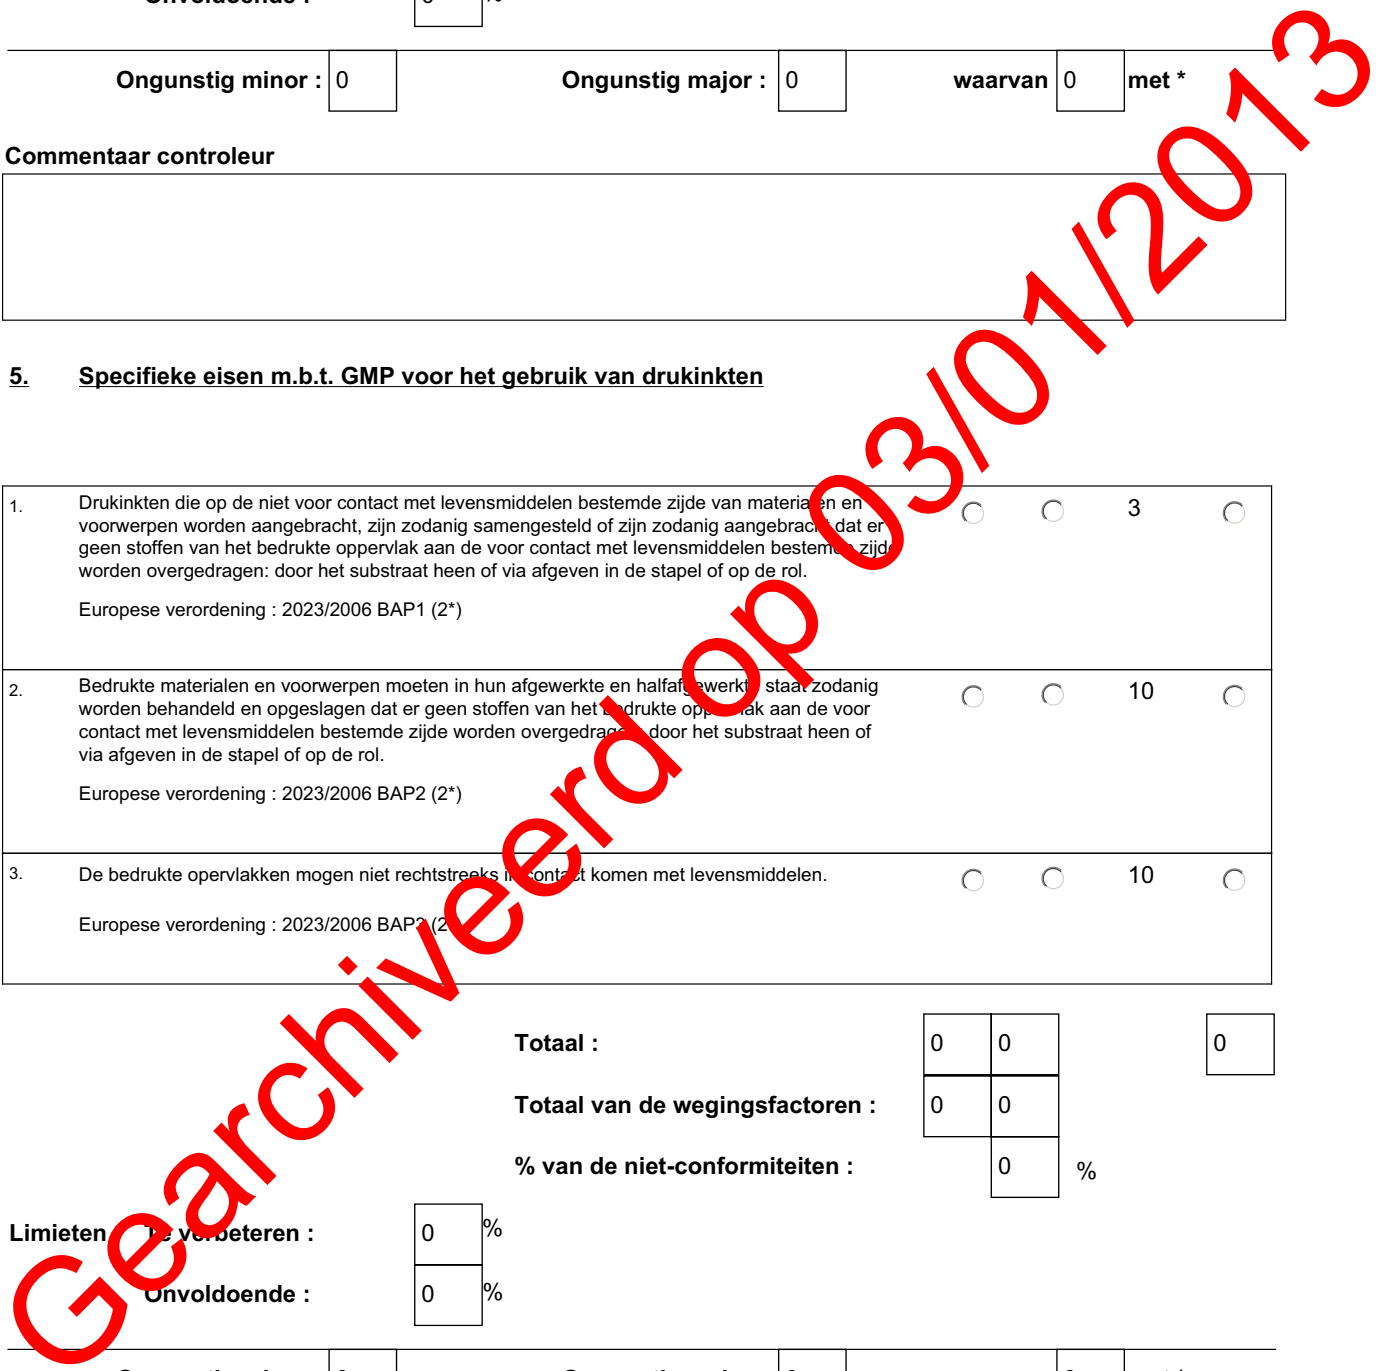 Ongunstig minor : 0 Ongunstig major : 0 waarvan 0 met *
Commentaar controleur
5. Specifieke eisen m.b.t. GMP voor het gebruik van drukinkten
1. Drukinkten die op de niet voor contact met levensmiddelen bestemde zijde van materialen en 3
voorwerpen worden aangebracht, zijn zodanig samengesteld of zijn zodanig aangebracht dat er
geen stoffen van het bedrukte oppervlak aan de voor contact met levensmiddelen bestemde zijde
worden overgedragen: door het substraat heen of via afgeven in de stapel of op de rol.
Europese verordening : 2023/2006 BAP1 (2*)
2. Bedrukte materialen en voorwerpen moeten in hun afgewerkte en halfafgewerkte staat zodanig 10
worden behandeld en opgeslagen dat er geen stoffen van het bedrukte oppervlak aan de voor
contact met levensmiddelen bestemde zijde worden overgedragen: door het substraat heen of
via afgeven in de stapel of op de rol.
Europese verordening : 2023/2006 BAP2 (2*)
3. De bedrukte opervlakken mogen niet rechtstreeks in contact komen met levensmiddelen. 10
Europese verordening : 2023/2006 BAP3 (2*)
Totaal : 0 0 0
Totaal van de wegingsfactoren : 0 0
% van de niet-conformiteiten : 0 %
Limieten Te verbeteren : 0 %
Onvoldoende : 0 %
Gearchiveerd op 03/01/2013